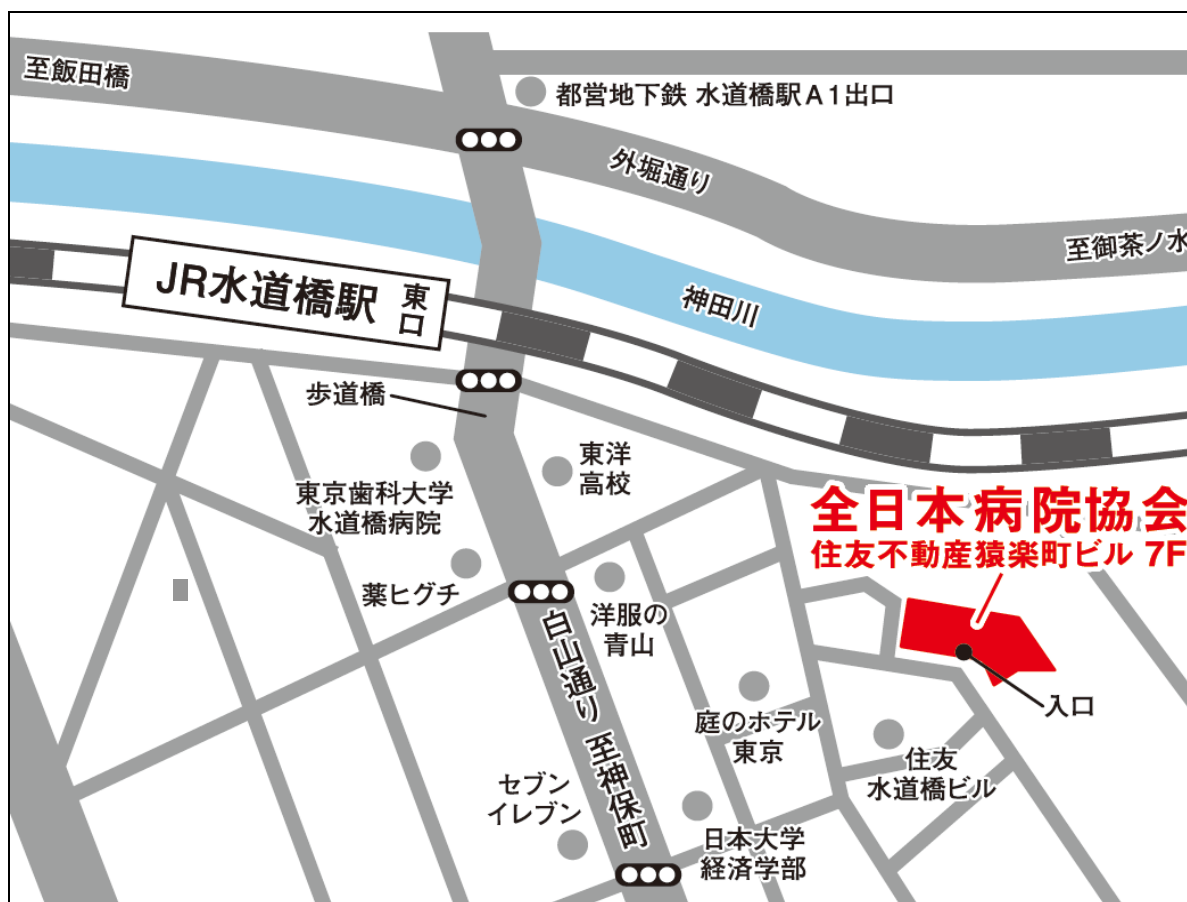 至飯田橋
都営地下鉄 水道橋駅A1出口
外堀通り
至御茶ノ水
JR水道橋駅
東口
神田川
歩道橋
東洋
高校
東京歯科大学
水道橋病院
全日本病院協会
住友不動産猿楽町ビル 7F
薬ヒグチ
洋服の
青山
白山通り 至神保町
入口
庭のホテル
東京
住友
水道橋ビル
セブン
イレブン
日本大学
経済学部